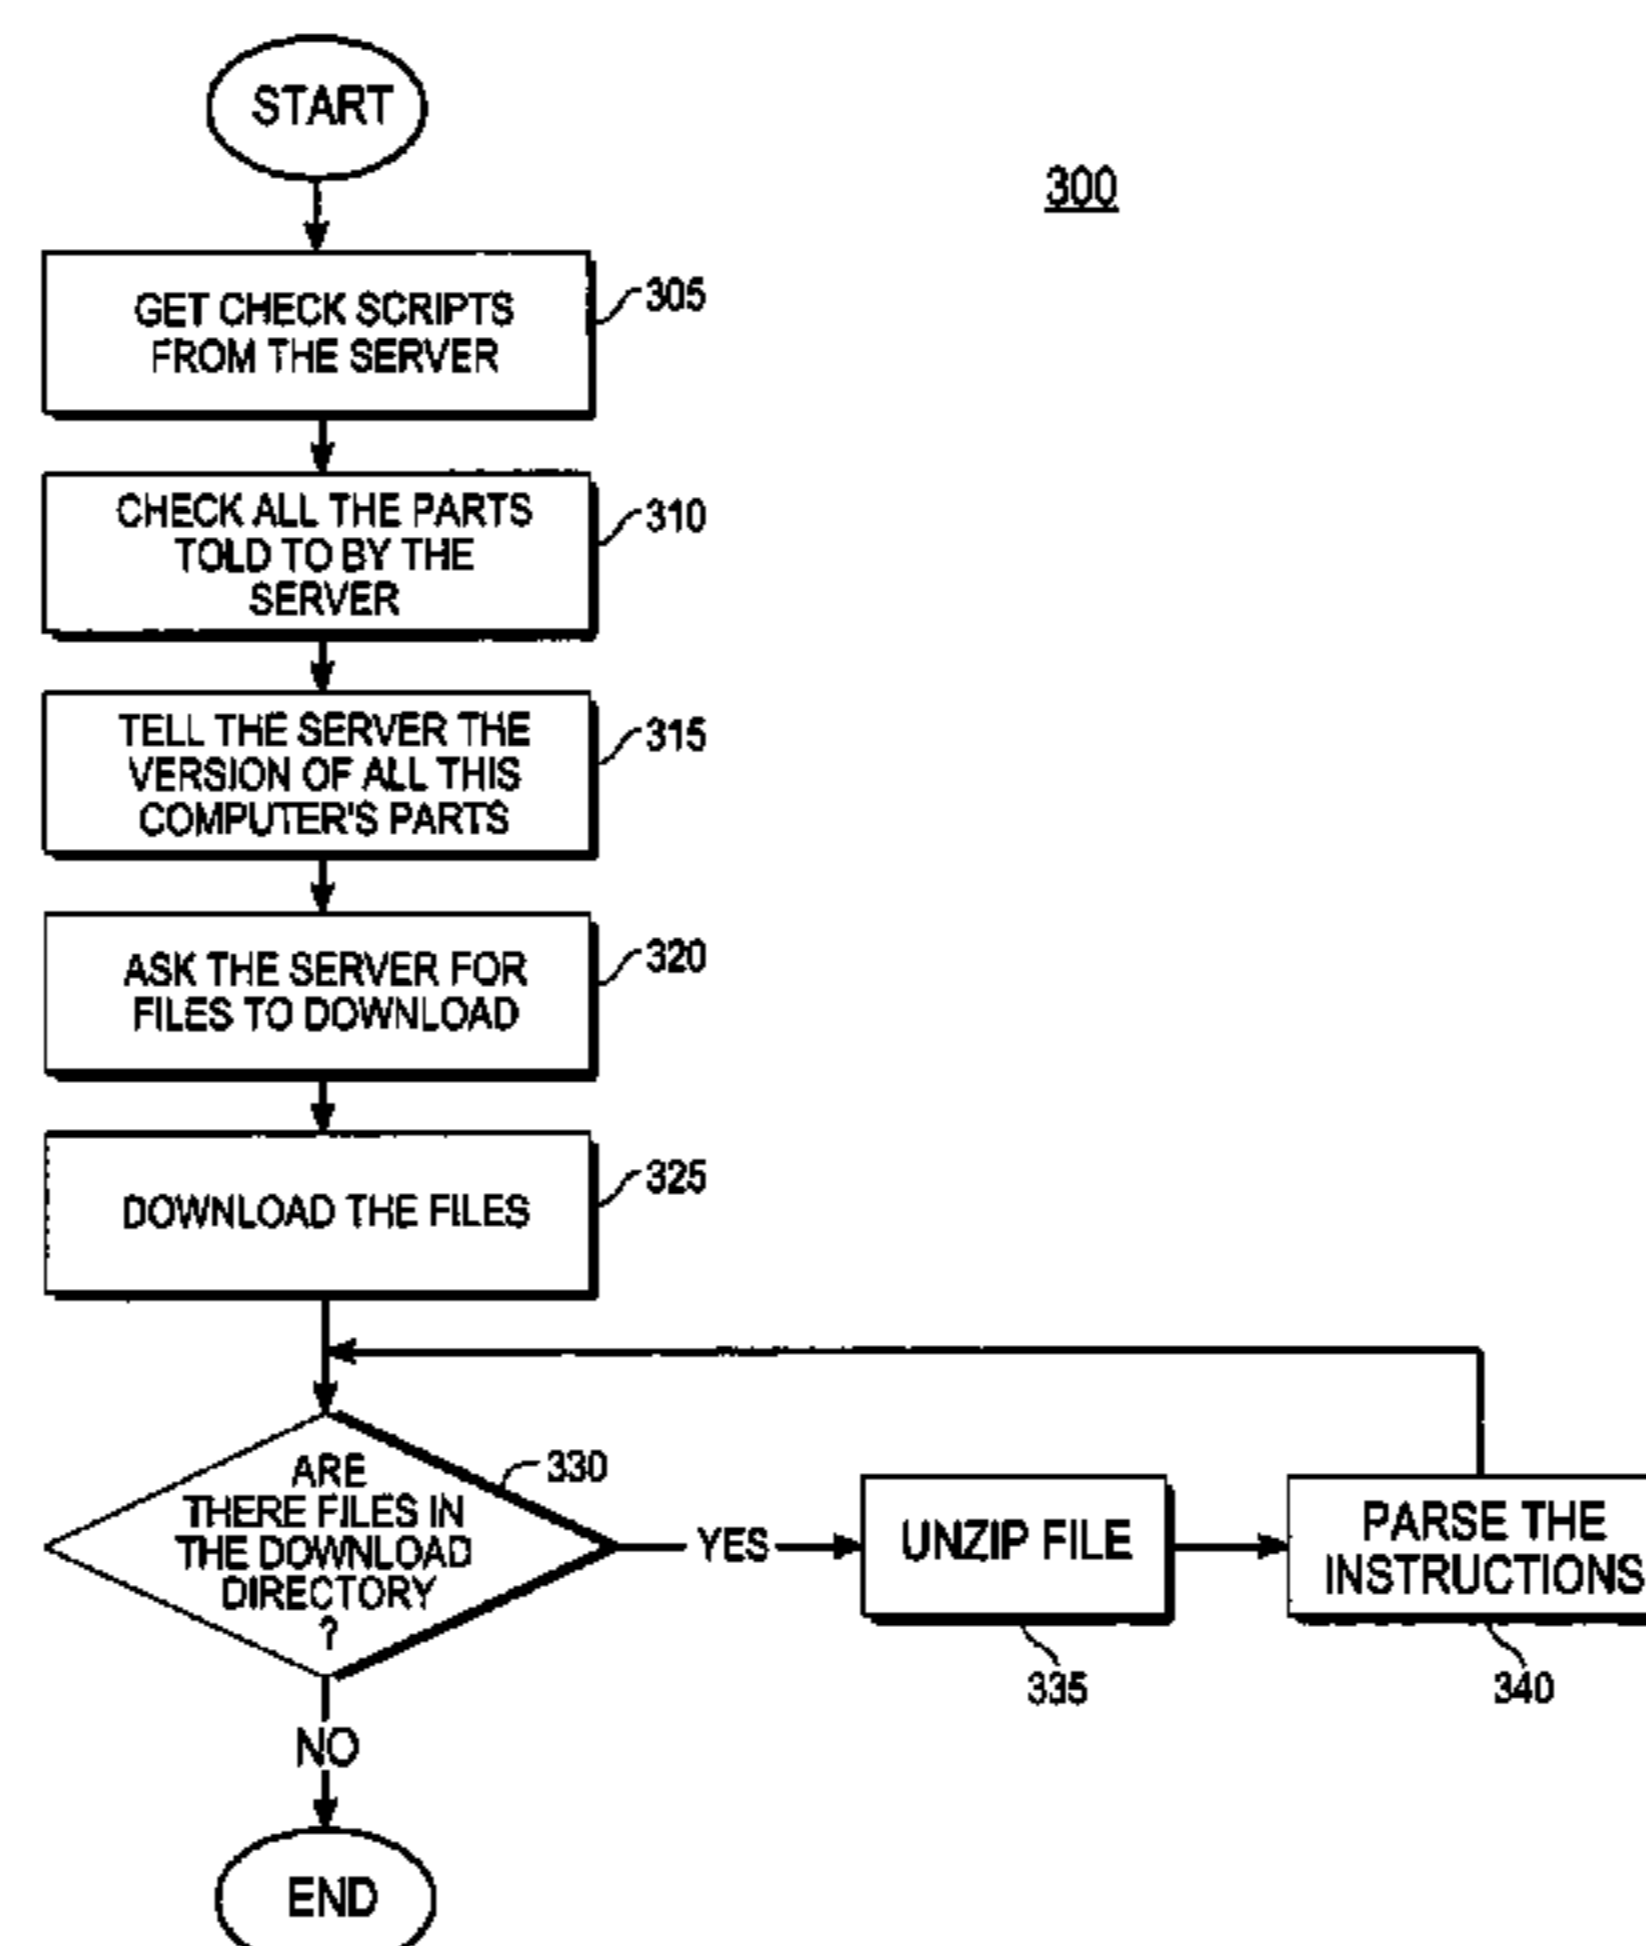 START
300
GET CHECK SCRIPTS
FROM THE SERVER
305
CHECK ALL THE PARTS
TOLD TO BY THE
SERVER
310
TELL THE SERVER THE
VERSION OF ALL THIS
COMPUTER'S PARTS
315
ASK THE SERVER FOR
FILES TO DOWNLOAD
320
DOWNLOAD THE FILES
325
ARE
THERE FILES IN
THE DOWNLOAD
DIRECTORY
?
330
YES
UNZIP FILE
335
PARSE THE
INSTRUCTIONS
340
NO
END